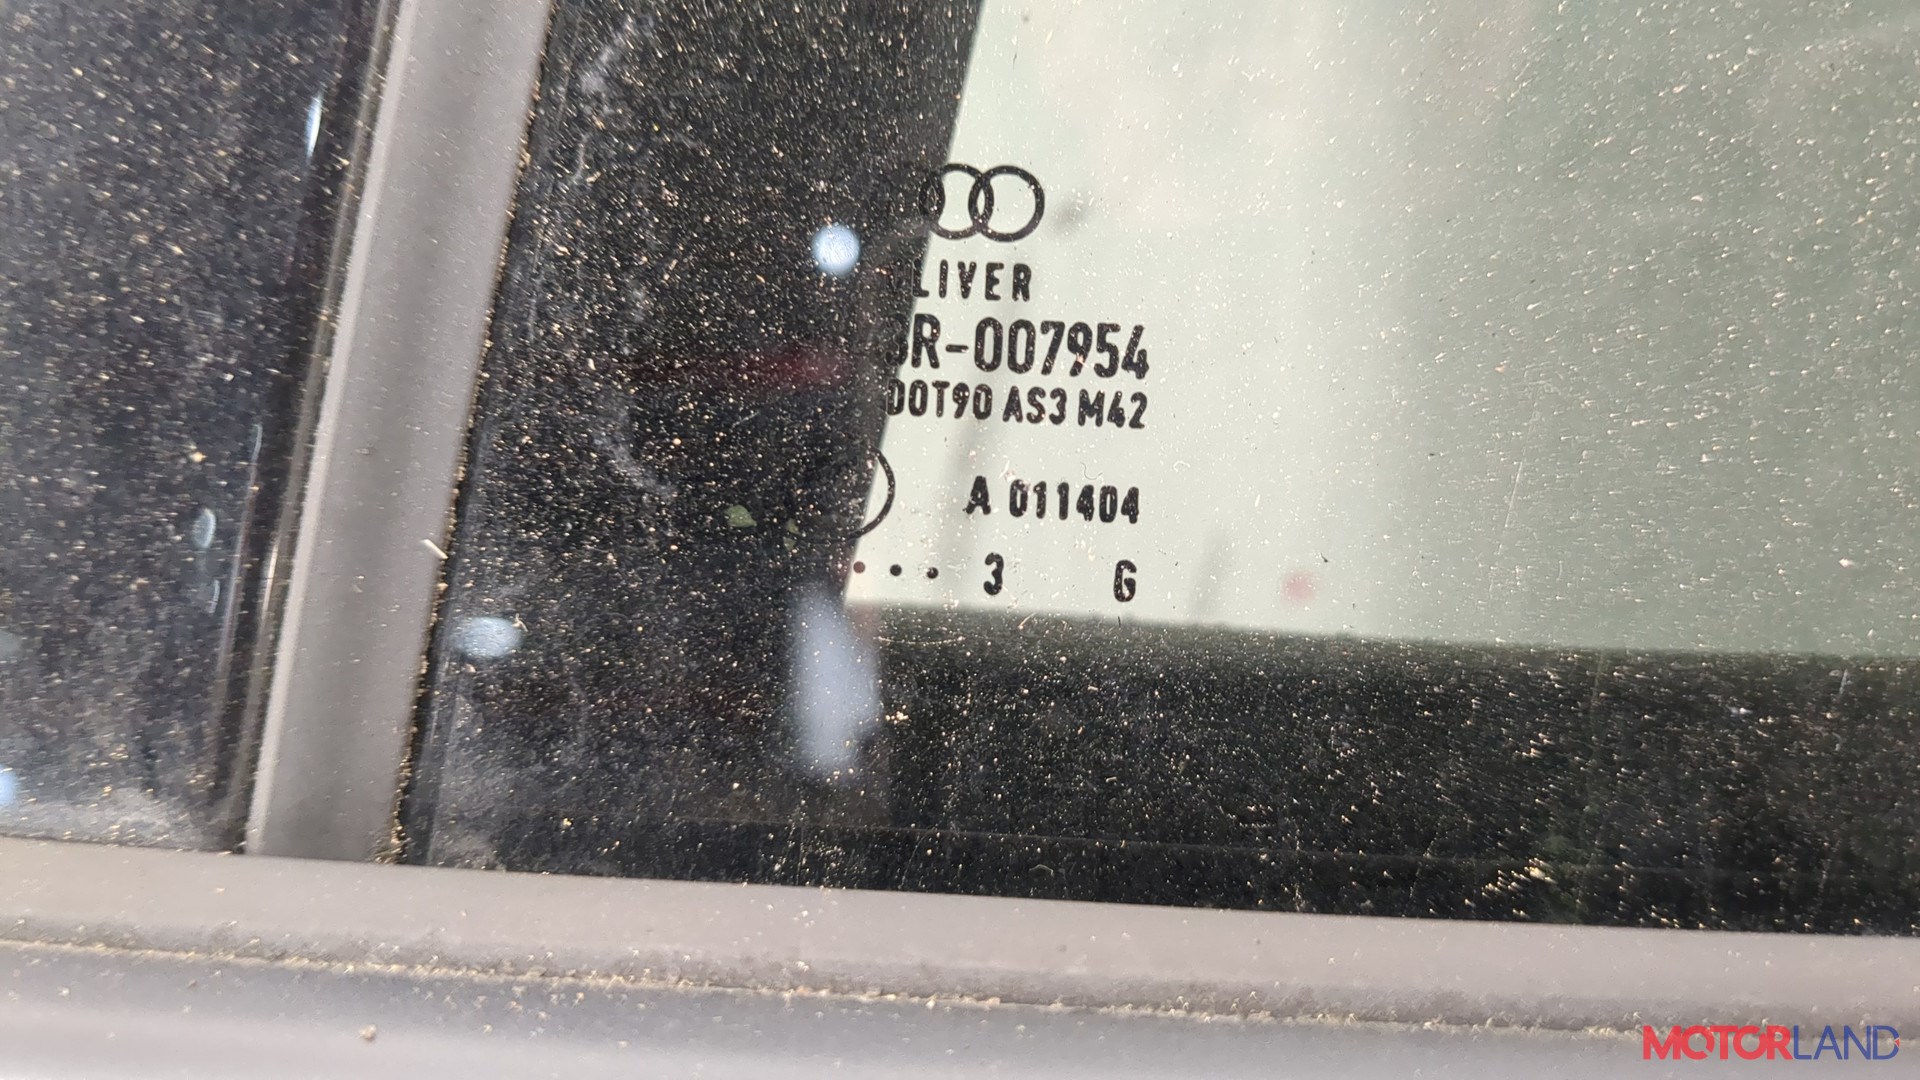 LIVER
R-007954
DOT90 AS3 M42
A 011404
... 3 G
MOTORLAND